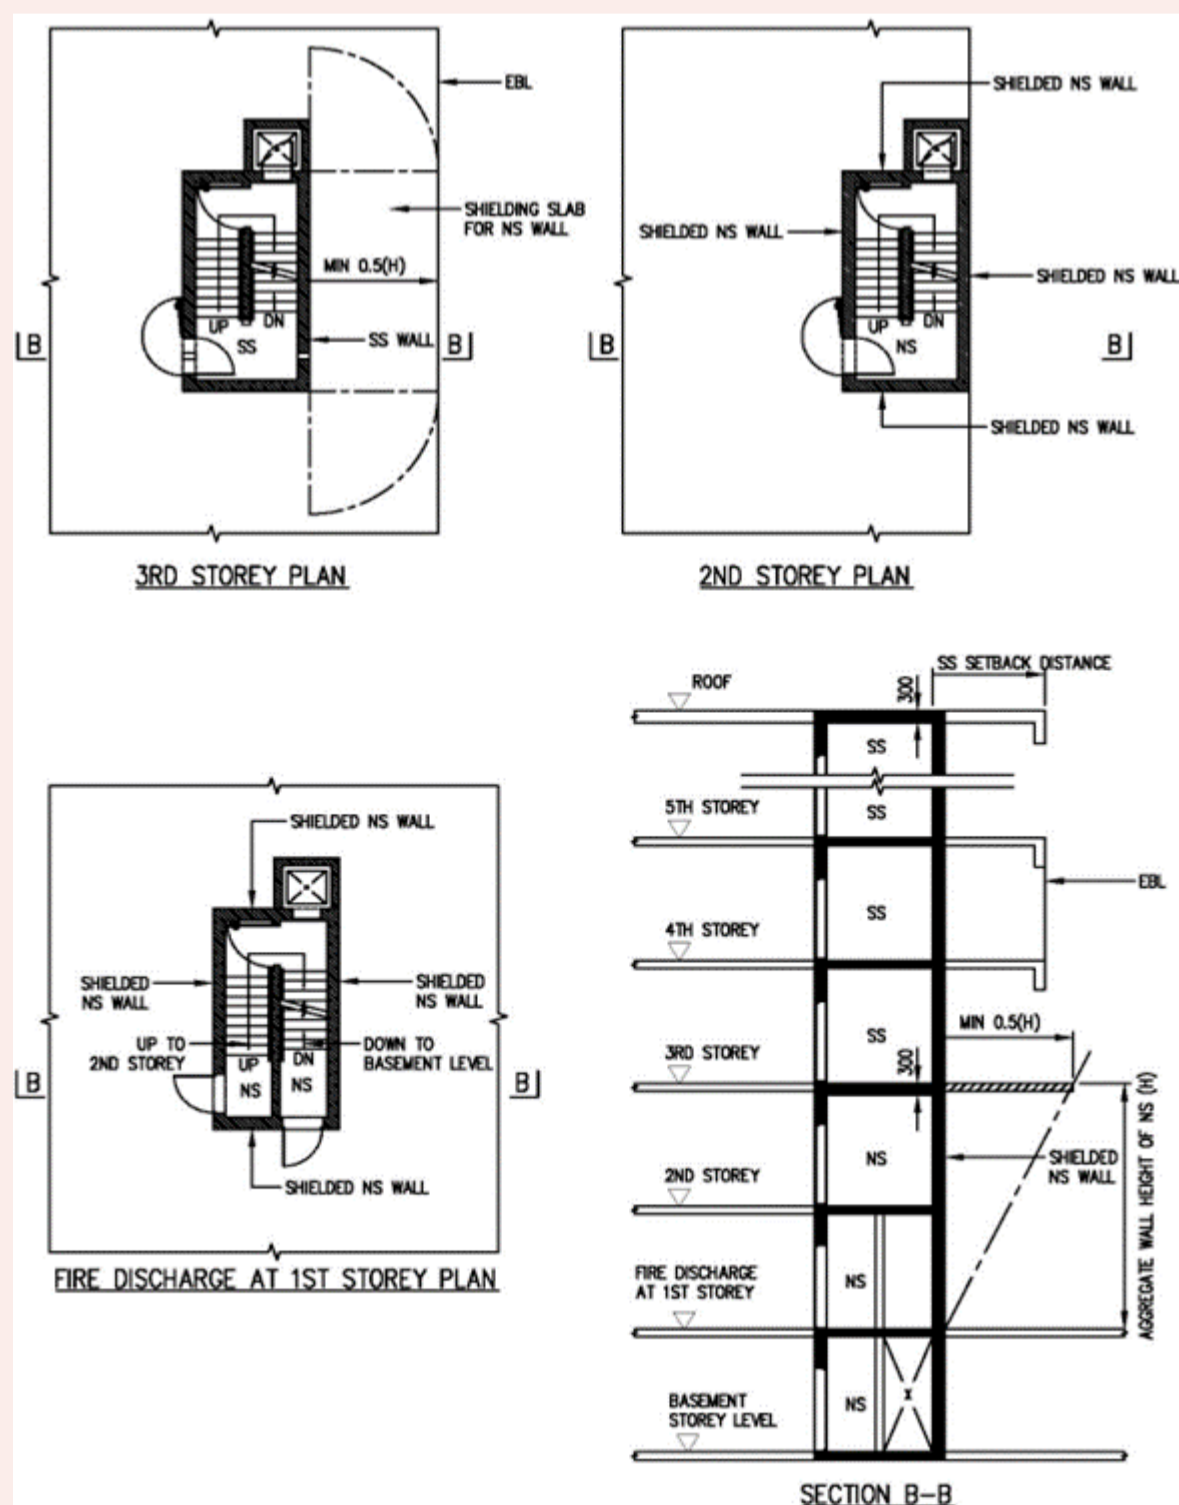 EBL
SHIELDING SLAB
FOR NS WALL
MIN 0.5(H)
UP
DN
SS
SS WALL
B
B
3RD STOREY PLAN
SHIELDED NS WALL
SHIELDED NS WALL
SHIELDED NS WALL
UP
DN
NS
B
B
SHIELDED NS WALL
2ND STOREY PLAN
SHIELDED NS WALL
SHIELDED
NS WALL
SHIELDED
NS WALL
UP TO
2ND STOREY
DOWN TO
BASEMENT LEVEL
UP
DN
NS
NS
B
B
SHIELDED NS WALL
FIRE DISCHARGE AT 1ST STOREY PLAN
SS SETBACK DISTANCE
ROOF
300
SS
5TH STOREY
SS
EBL
4TH STOREY
SS
MIN 0.5(H)
3RD STOREY
SS
300
AGGREGATE WALL HEIGHT OF NS (H)
2ND STOREY
NS
SHIELDED
NS WALL
FIRE DISCHARGE
AT 1ST STOREY
NS
BASEMENT
STOREY LEVEL
NS
X
SECTION B-B